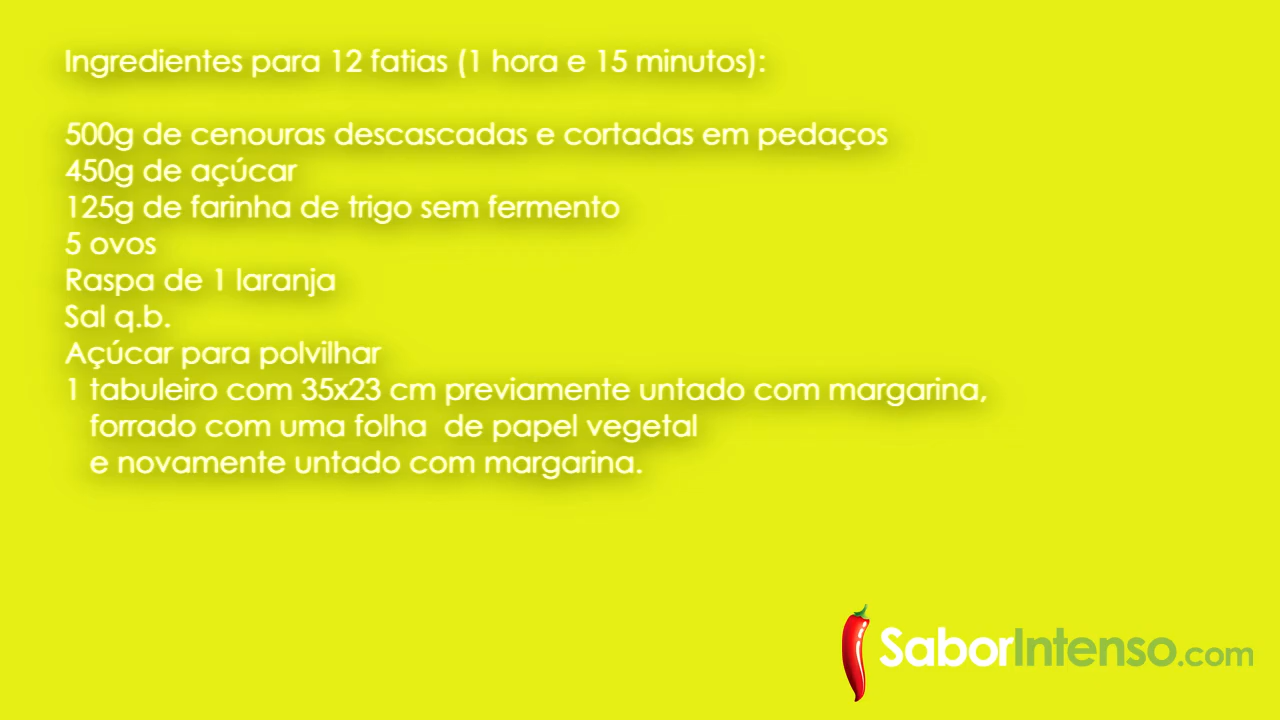 Ingredientes para 12 fatias (1 hora e 15 minutos):
500g de cenouras descascadas e cortadas em pedaços
450g de açúcar
125g de farinha de trigo sem fermento
5 ovos
Raspa de 1 laranja
Sal q.b.
Açúcar para polvilhar
1 tabuleiro com 35x23 cm previamente untado com margarina,
forrado com uma folha  de papel vegetal
e novamente untado com margarina.
SaborIntenso.com